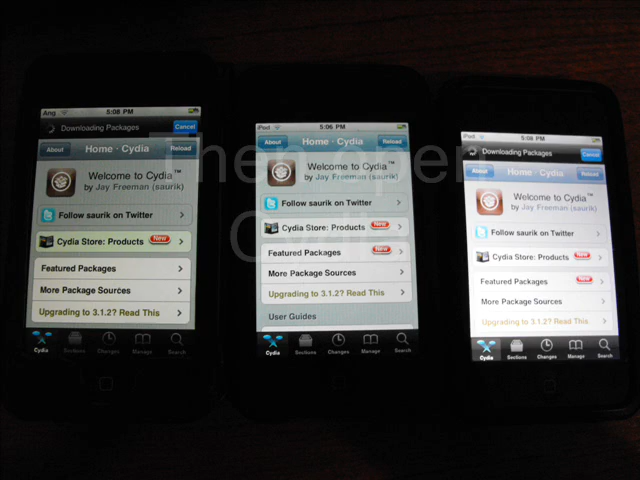 Ang 5:08 PM
Downloading Packages Cancel
About Home · Cydia Reload
Welcome to Cydia™
by Jay Freeman (saurik)
Follow saurik on Twitter
Cydia Store: Products New
Featured Packages
More Package Sources
Upgrading to 3.1.2? Read This
Cydia Sections Changes Manage Search
iPod 5:06 PM
About Home · Cydia Reload
Welcome to Cydia™
by Jay Freeman (saurik)
Follow saurik on Twitter
Cydia Store: Products
Featured Packages New
More Package Sources
Upgrading to 3.1.2? Read This
User Guides
Cydia Sections Changes Manage Search
iPod 5:08 PM
Downloading Packages Cancel
About Home · Cydia Reload
Welcome to Cydia™
by Jay Freeman (saurik)
Follow saurik on Twitter
Cydia Store: Products New
Featured Packages New
More Package Sources
Upgrading to 3.1.2? Read This
Cydia Sections Changes Manage Search